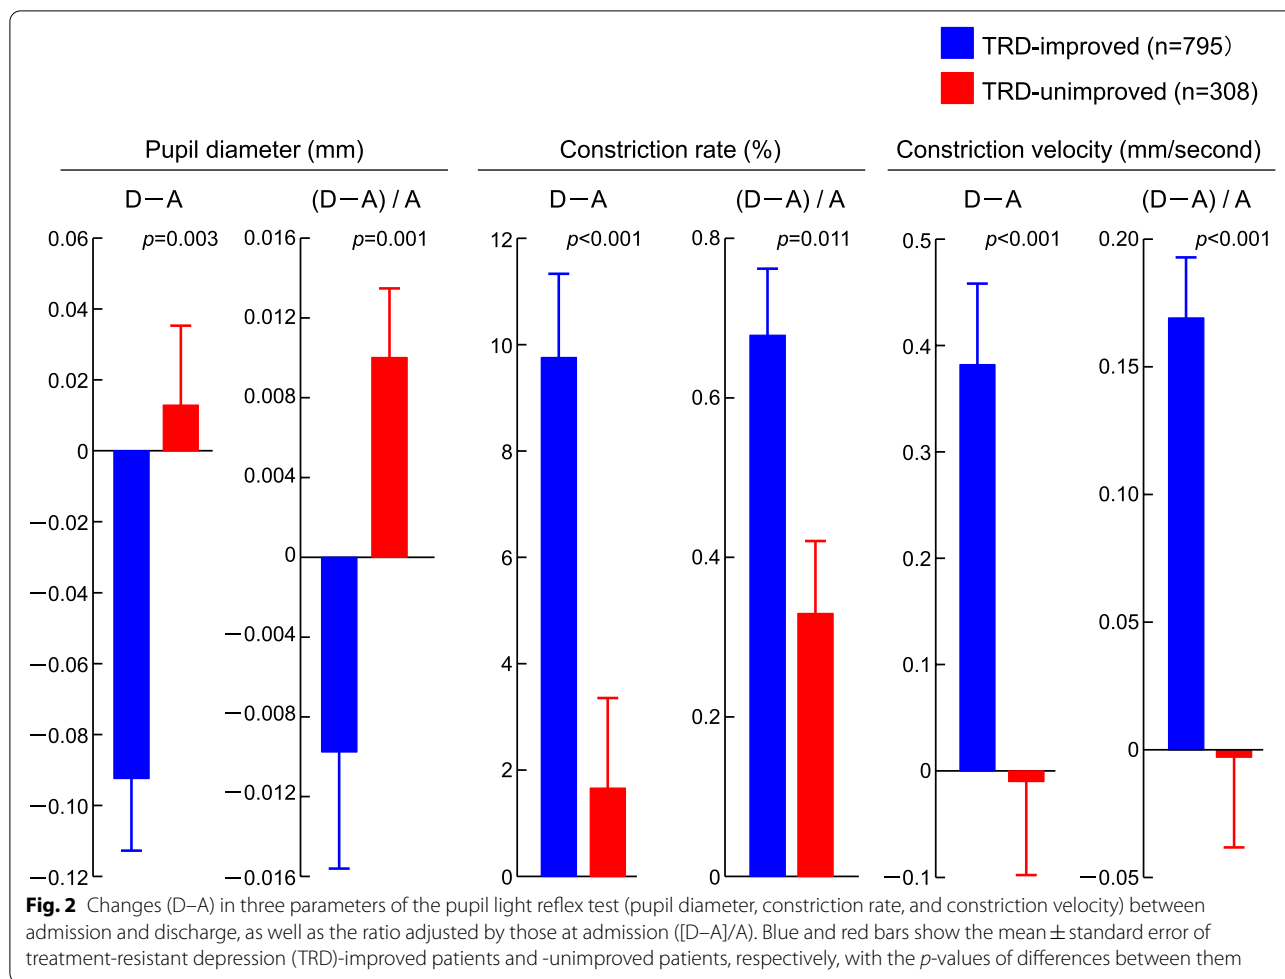 TRD-improved (n=795)
TRD-unimproved (n=308)
Pupil diameter (mm)
Constriction rate (%)
Constriction velocity (mm/second)
D－A
(D－A) / A
D－A
(D－A) / A
D－A
(D－A) / A
p=0.003
p=0.001
p<0.001
p=0.011
p<0.001
p<0.001
0.06
0.04
0.02
0
－0.02
－0.04
－0.06
－0.08
－0.10
－0.12
0.016
0.012
0.008
0.004
0
－0.004
－0.008
－0.012
－0.016
12
10
8
6
4
2
0
0.8
0.6
0.4
0.2
0
0.5
0.4
0.3
0.2
0.1
0
－0.1
0.20
0.15
0.10
0.05
0
－0.05
Fig. 2 Changes (D–A) in three parameters of the pupil light reflex test (pupil diameter, constriction rate, and constriction velocity) between
admission and discharge, as well as the ratio adjusted by those at admission ([D–A]/A). Blue and red bars show the mean ± standard error of
treatment-resistant depression (TRD)-improved patients and -unimproved patients, respectively, with the p-values of differences between them